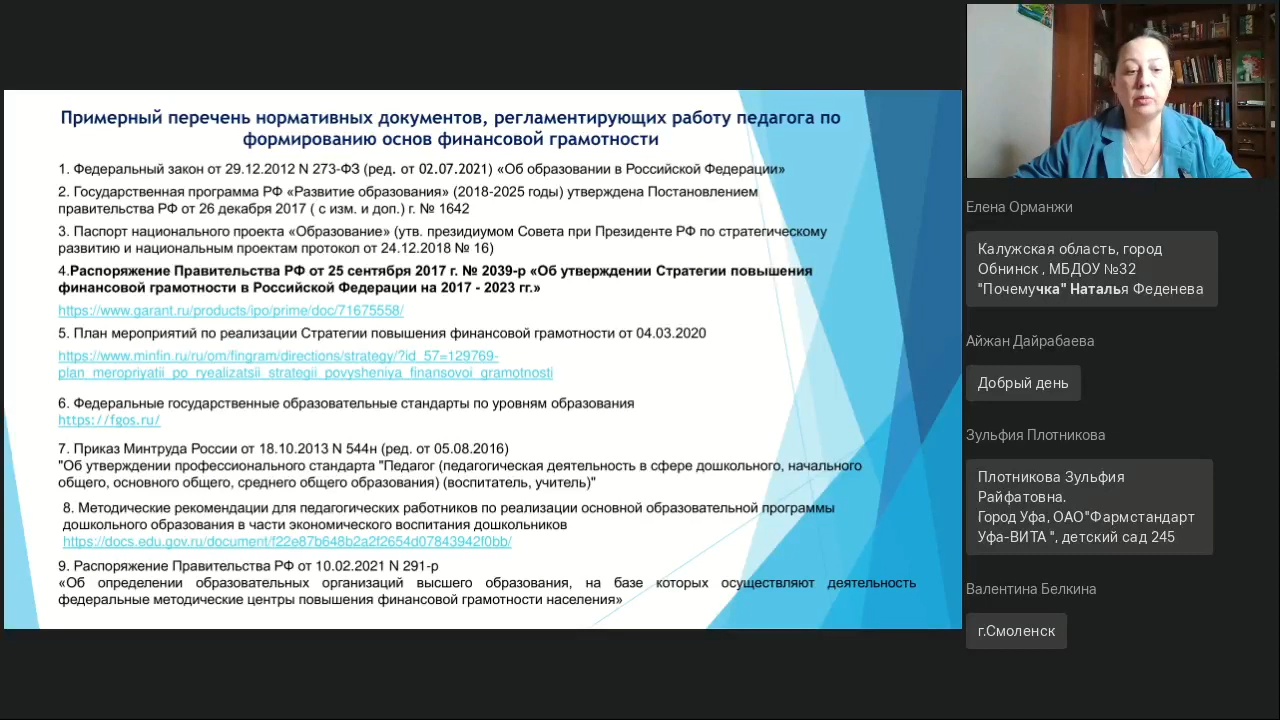 Примерный перечень нормативных документов, регламентирующих работу педагога по
формированию основ финансовой грамотности
1. Федеральный закон от 29.12.2012 N 273-ФЗ (ред. от 02.07.2021) «Об образовании в Российской Федерации»
2. Государственная программа РФ «Развитие образования» (2018-2025 годы) утверждена Постановлением
правительства РФ от 26 декабря 2017 ( с изм. и доп.) г. № 1642
3. Паспорт национального проекта «Образование» (утв. президиумом Совета при Президенте РФ по стратегическому
развитию и национальным проектам протокол от 24.12.2018 № 16)
4.Распоряжение Правительства РФ от 25 сентября 2017 г. № 2039-р «Об утверждении Стратегии повышения
финансовой грамотности в Российской Федерации на 2017 - 2023 гг.»
https://www.garant.ru/products/ipo/prime/doc/71675558/
5. План мероприятий по реализации Стратегии повышения финансовой грамотности от 04.03.2020
https://www.minfin.ru/ru/om/fingram/directions/strategy/?id_57=129769-
plan_meropriyatii_po_ryealizatsii_strategii_povysheniya_finansovoi_gramotnosti
6. Федеральные государственные образовательные стандарты по уровням образования
https://fgos.ru/
7. Приказ Минтруда России от 18.10.2013 N 544н (ред. от 05.08.2016)
"Об утверждении профессионального стандарта "Педагог (педагогическая деятельность в сфере дошкольного, начального
общего, основного общего, среднего общего образования) (воспитатель, учитель)"
8. Методические рекомендации для педагогических работников по реализации основной образовательной программы
дошкольного образования в части экономического воспитания дошкольников
https://docs.edu.gov.ru/document/f22e87b648b2a2f2654d07843942f0bb/
9. Распоряжение Правительства РФ от 10.02.2021 N 291-р
«Об определении образовательных организаций высшего образования, на базе которых осуществляют деятельность
федеральные методические центры повышения финансовой грамотности населения»
Елена Орманжи
Калужская область, город
Обнинск , МБДОУ №32
"Почемучка" Наталья Феденева
Айжан Дайрабаева
Добрый день
Зульфия Плотникова
Плотникова Зульфия
Райфатовна.
Город Уфа, ОАО"Фармстандарт
Уфа-ВИТА ", детский сад 245
Валентина Белкина
г.Смоленск